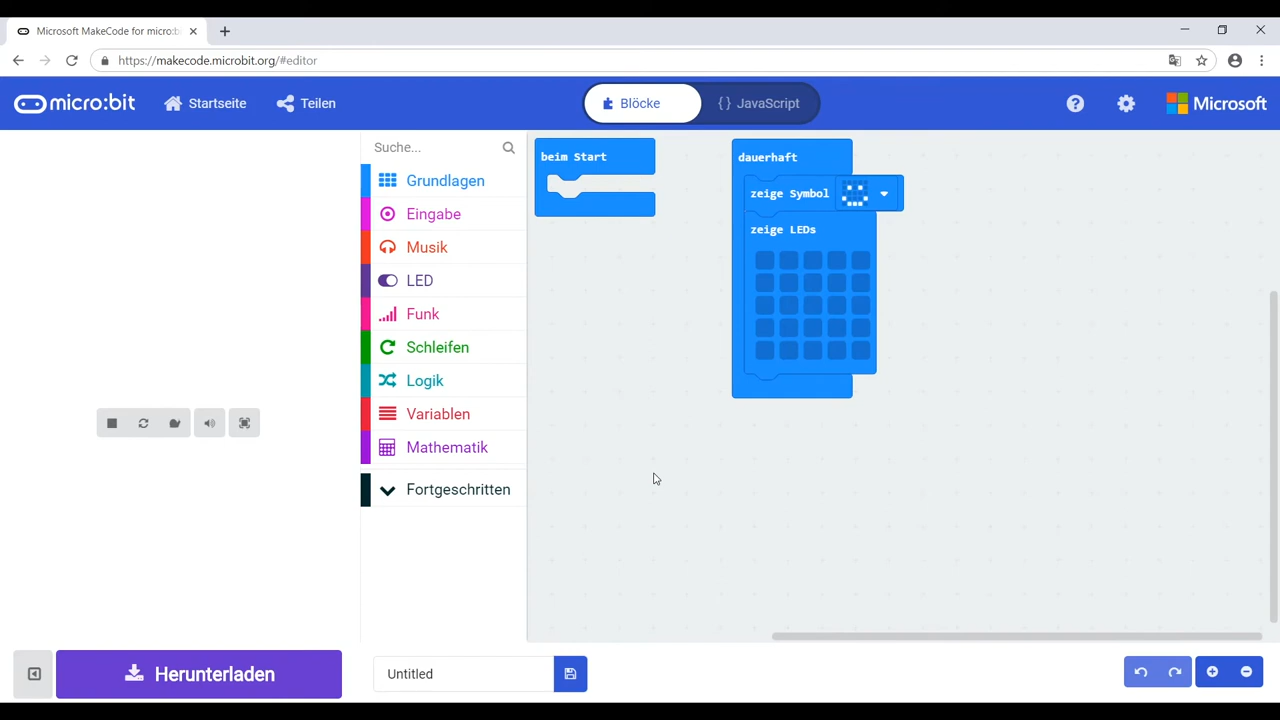 Microsoft MakeCode for micro:b
https://makecode.microbit.org/#editor
micro:bit
Startseite
Teilen
Blöcke
{ } JavaScript
Microsoft
Suche...
Grundlagen
Eingabe
Musik
LED
Funk
Schleifen
Logik
Variablen
Mathematik
Fortgeschritten
beim Start
dauerhaft
zeige Symbol
zeige LEDs
Herunterladen
Untitled